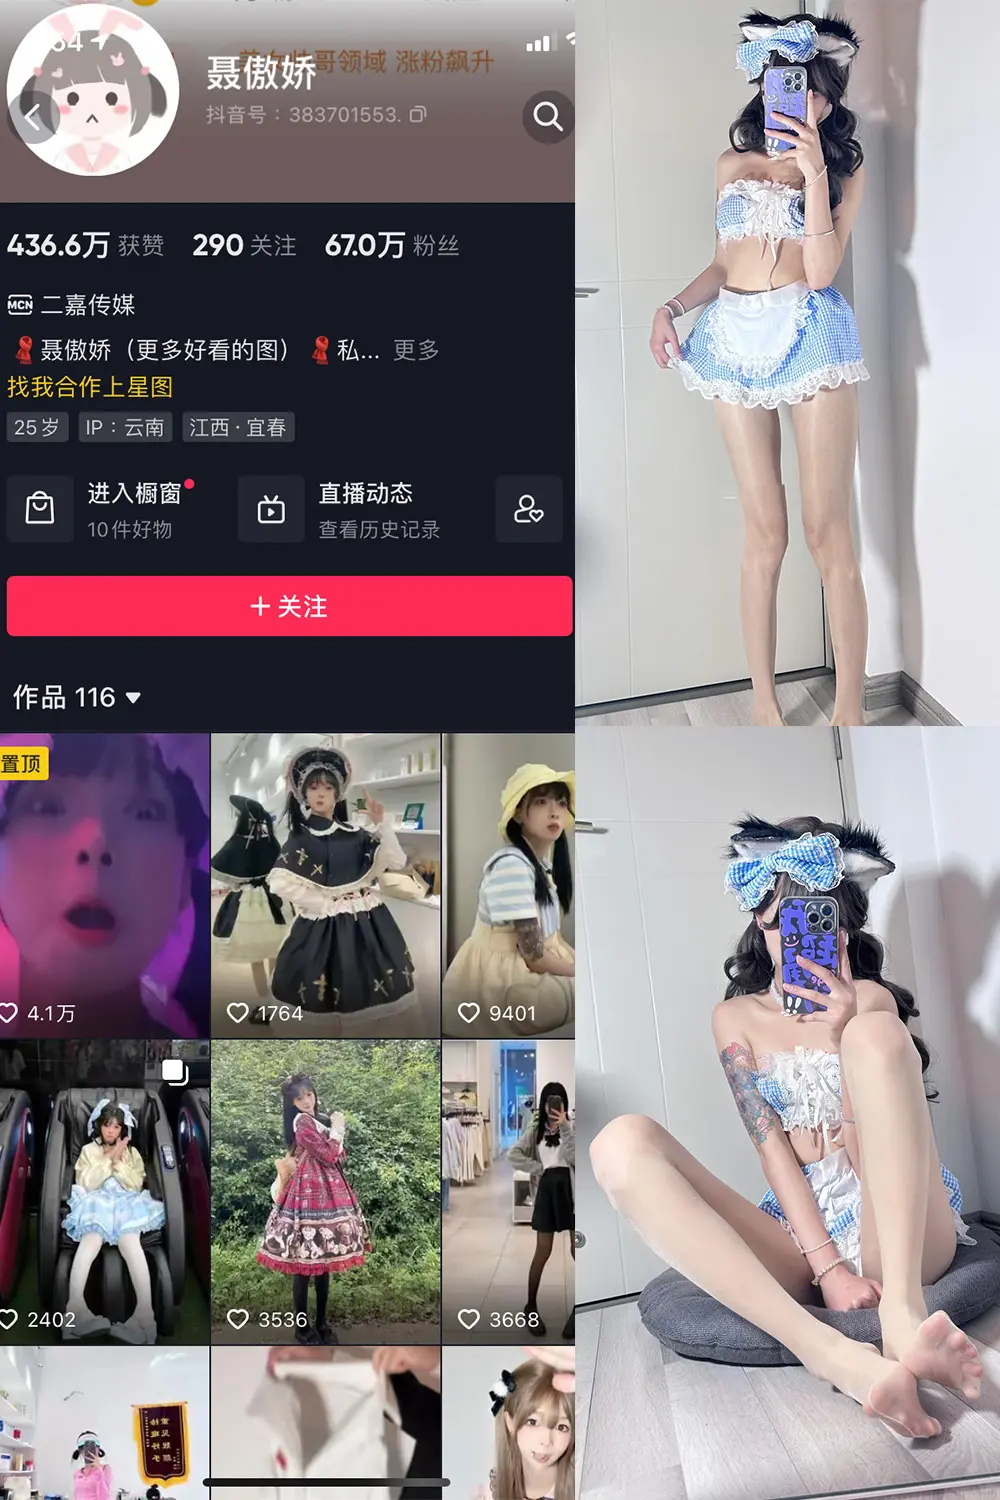 聂傲娇
哥领域 涨粉飙升
抖音号：383701553.
436.6万 获赞 290 关注 67.0万 粉丝
MCN 二嘉传媒
聂傲娇（更多好看的图） 私... 更多
找我合作上星图
25岁 IP：云南 江西·宜春
进入橱窗 直播动态
10件好物 查看历史记录
+ 关注
作品 116
置顶
4.1万 1764 9401
2402 3536 3668